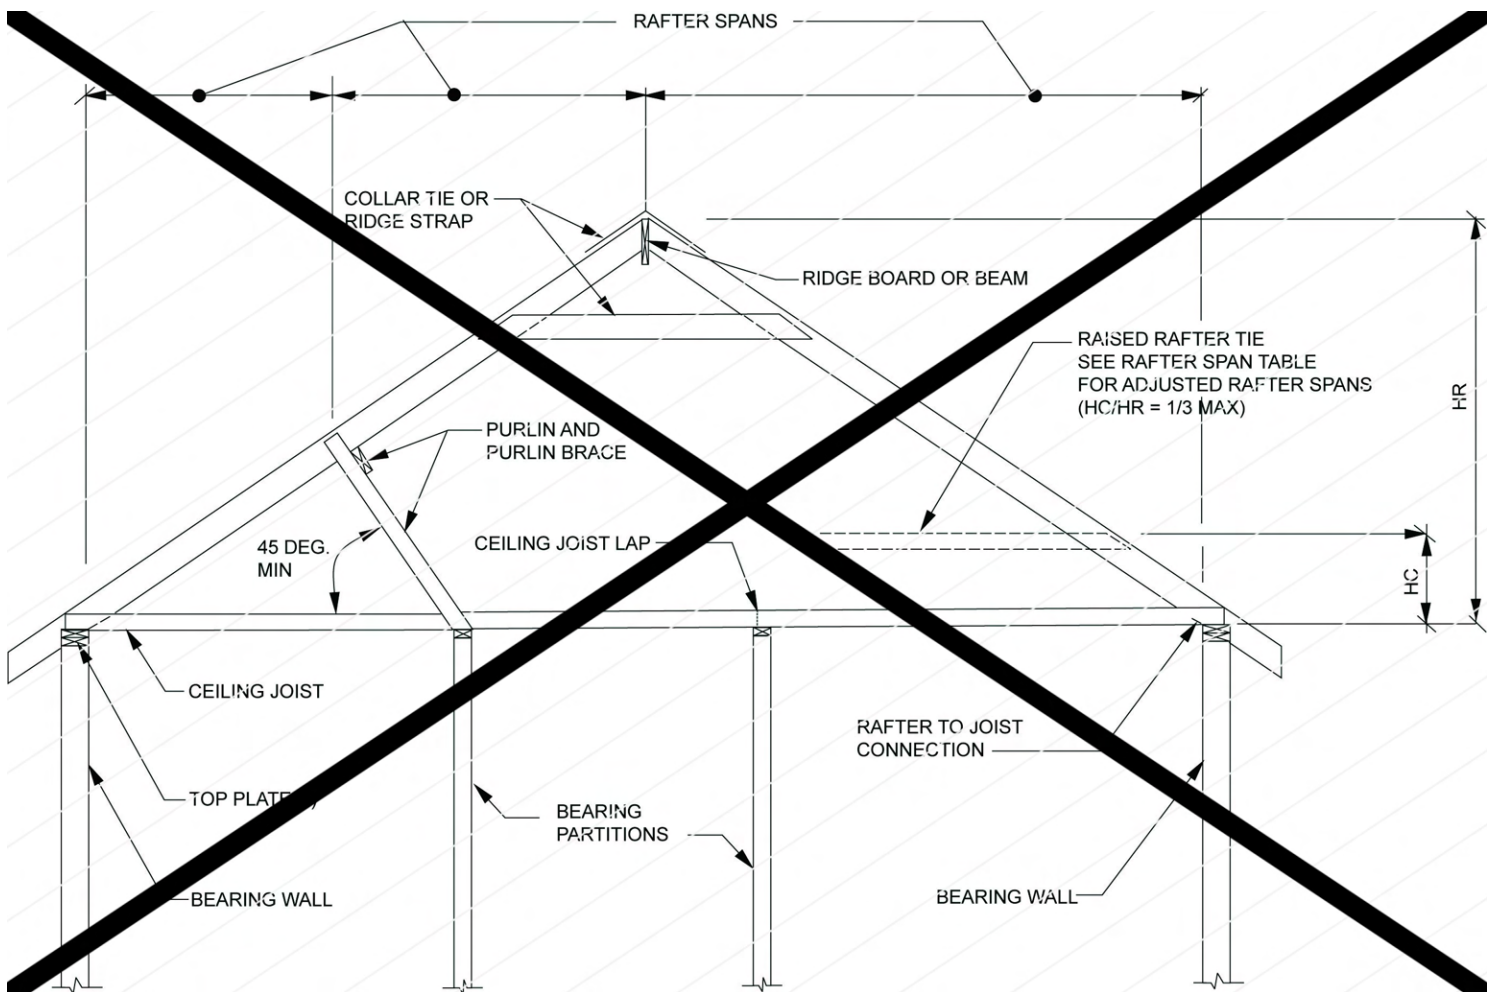 RAFTER SPANS
COLLAR TIE OR
RIDGE STRAP
RIDGE BOARD OR BEAM
RAISED RAFTER TIE
SEE RAFTER SPAN TABLE
FOR ADJUSTED RAFTER SPANS
(HC/HR = 1/3 MAX)
HR
PURLIN AND
PURLIN BRACE
45 DEG.
MIN
CEILING JOIST LAP
HC
CEILING JOIST
RAFTER TO JOIST
CONNECTION
TOP
BEARING
PARTITIONS
BEARING WALL
BEARING WALL